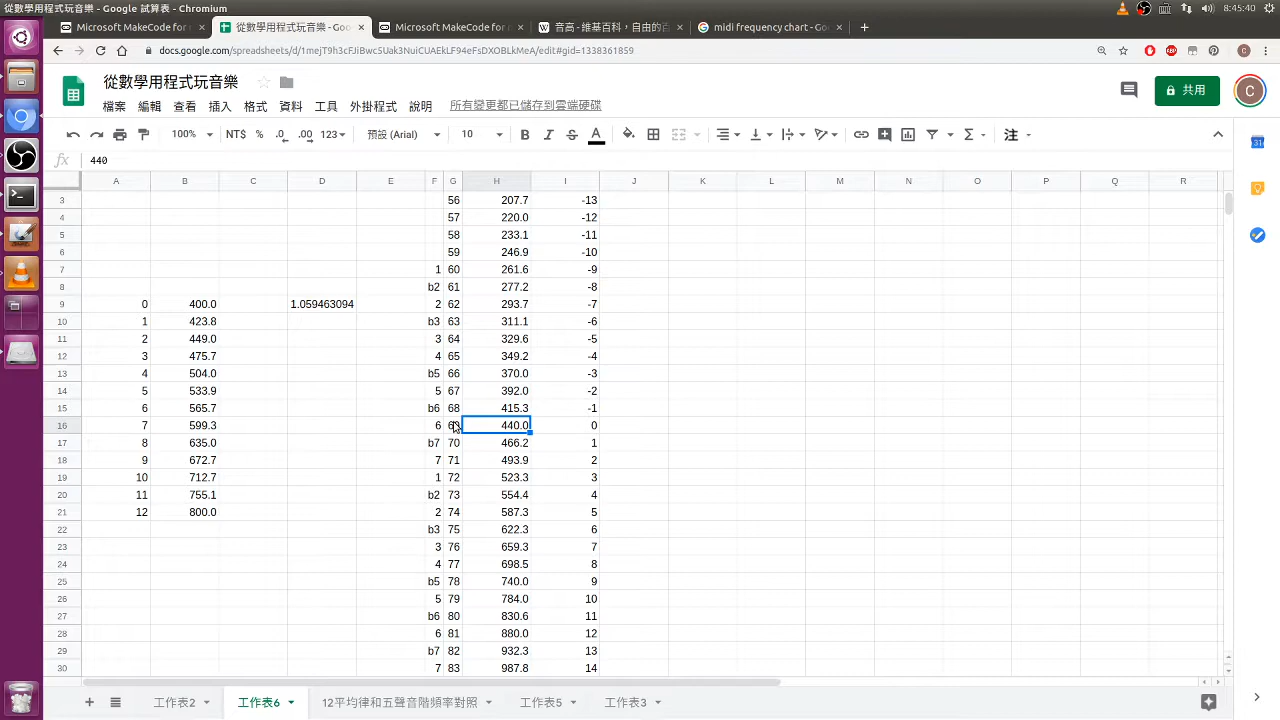 從數學用程式玩音樂 - Google 試算表 - Chromium
8:45:40
Microsoft MakeCode for
從數學用程式玩音樂 - Goo
Microsoft MakeCode for
音高 - 維基百科，自由的百
midi frequency chart - Goo
docs.google.com/spreadsheets/d/1mejT9h3cFJiBwc5Uak3NuiCUAEkLF94eFsDXOBLkMeA/edit#gid=1338361859
從數學用程式玩音樂
檔案 編輯 查看 插入 格式 資料 工具 外掛程式 說明 所有變更都已儲存到雲端硬碟
共用
C
100% NT$ % .0 .00 123 預設 (Arial) 10 B I S A 注
fx 440
A B C D E F G H I J K L M N O P Q R
3 56 207.7 -13
4 57 220.0 -12
5 58 233.1 -11
6 59 246.9 -10
7 1 60 261.6 -9
8 b2 61 277.2 -8
9 0 400.0 1.059463094 2 62 293.7 -7
10 1 423.8 b3 63 311.1 -6
11 2 449.0 3 64 329.6 -5
12 3 475.7 4 65 349.2 -4
13 4 504.0 b5 66 370.0 -3
14 5 533.9 5 67 392.0 -2
15 6 565.7 b6 68 415.3 -1
16 7 599.3 6 440.0 0
17 8 635.0 b7 70 466.2 1
18 9 672.7 7 71 493.9 2
19 10 712.7 1 72 523.3 3
20 11 755.1 b2 73 554.4 4
21 12 800.0 2 74 587.3 5
22 b3 75 622.3 6
23 3 76 659.3 7
24 4 77 698.5 8
25 b5 78 740.0 9
26 5 79 784.0 10
27 b6 80 830.6 11
28 6 81 880.0 12
29 b7 82 932.3 13
30 7 83 987.8 14
工作表2 工作表6 12平均律和五聲音階頻率對照 工作表5 工作表3